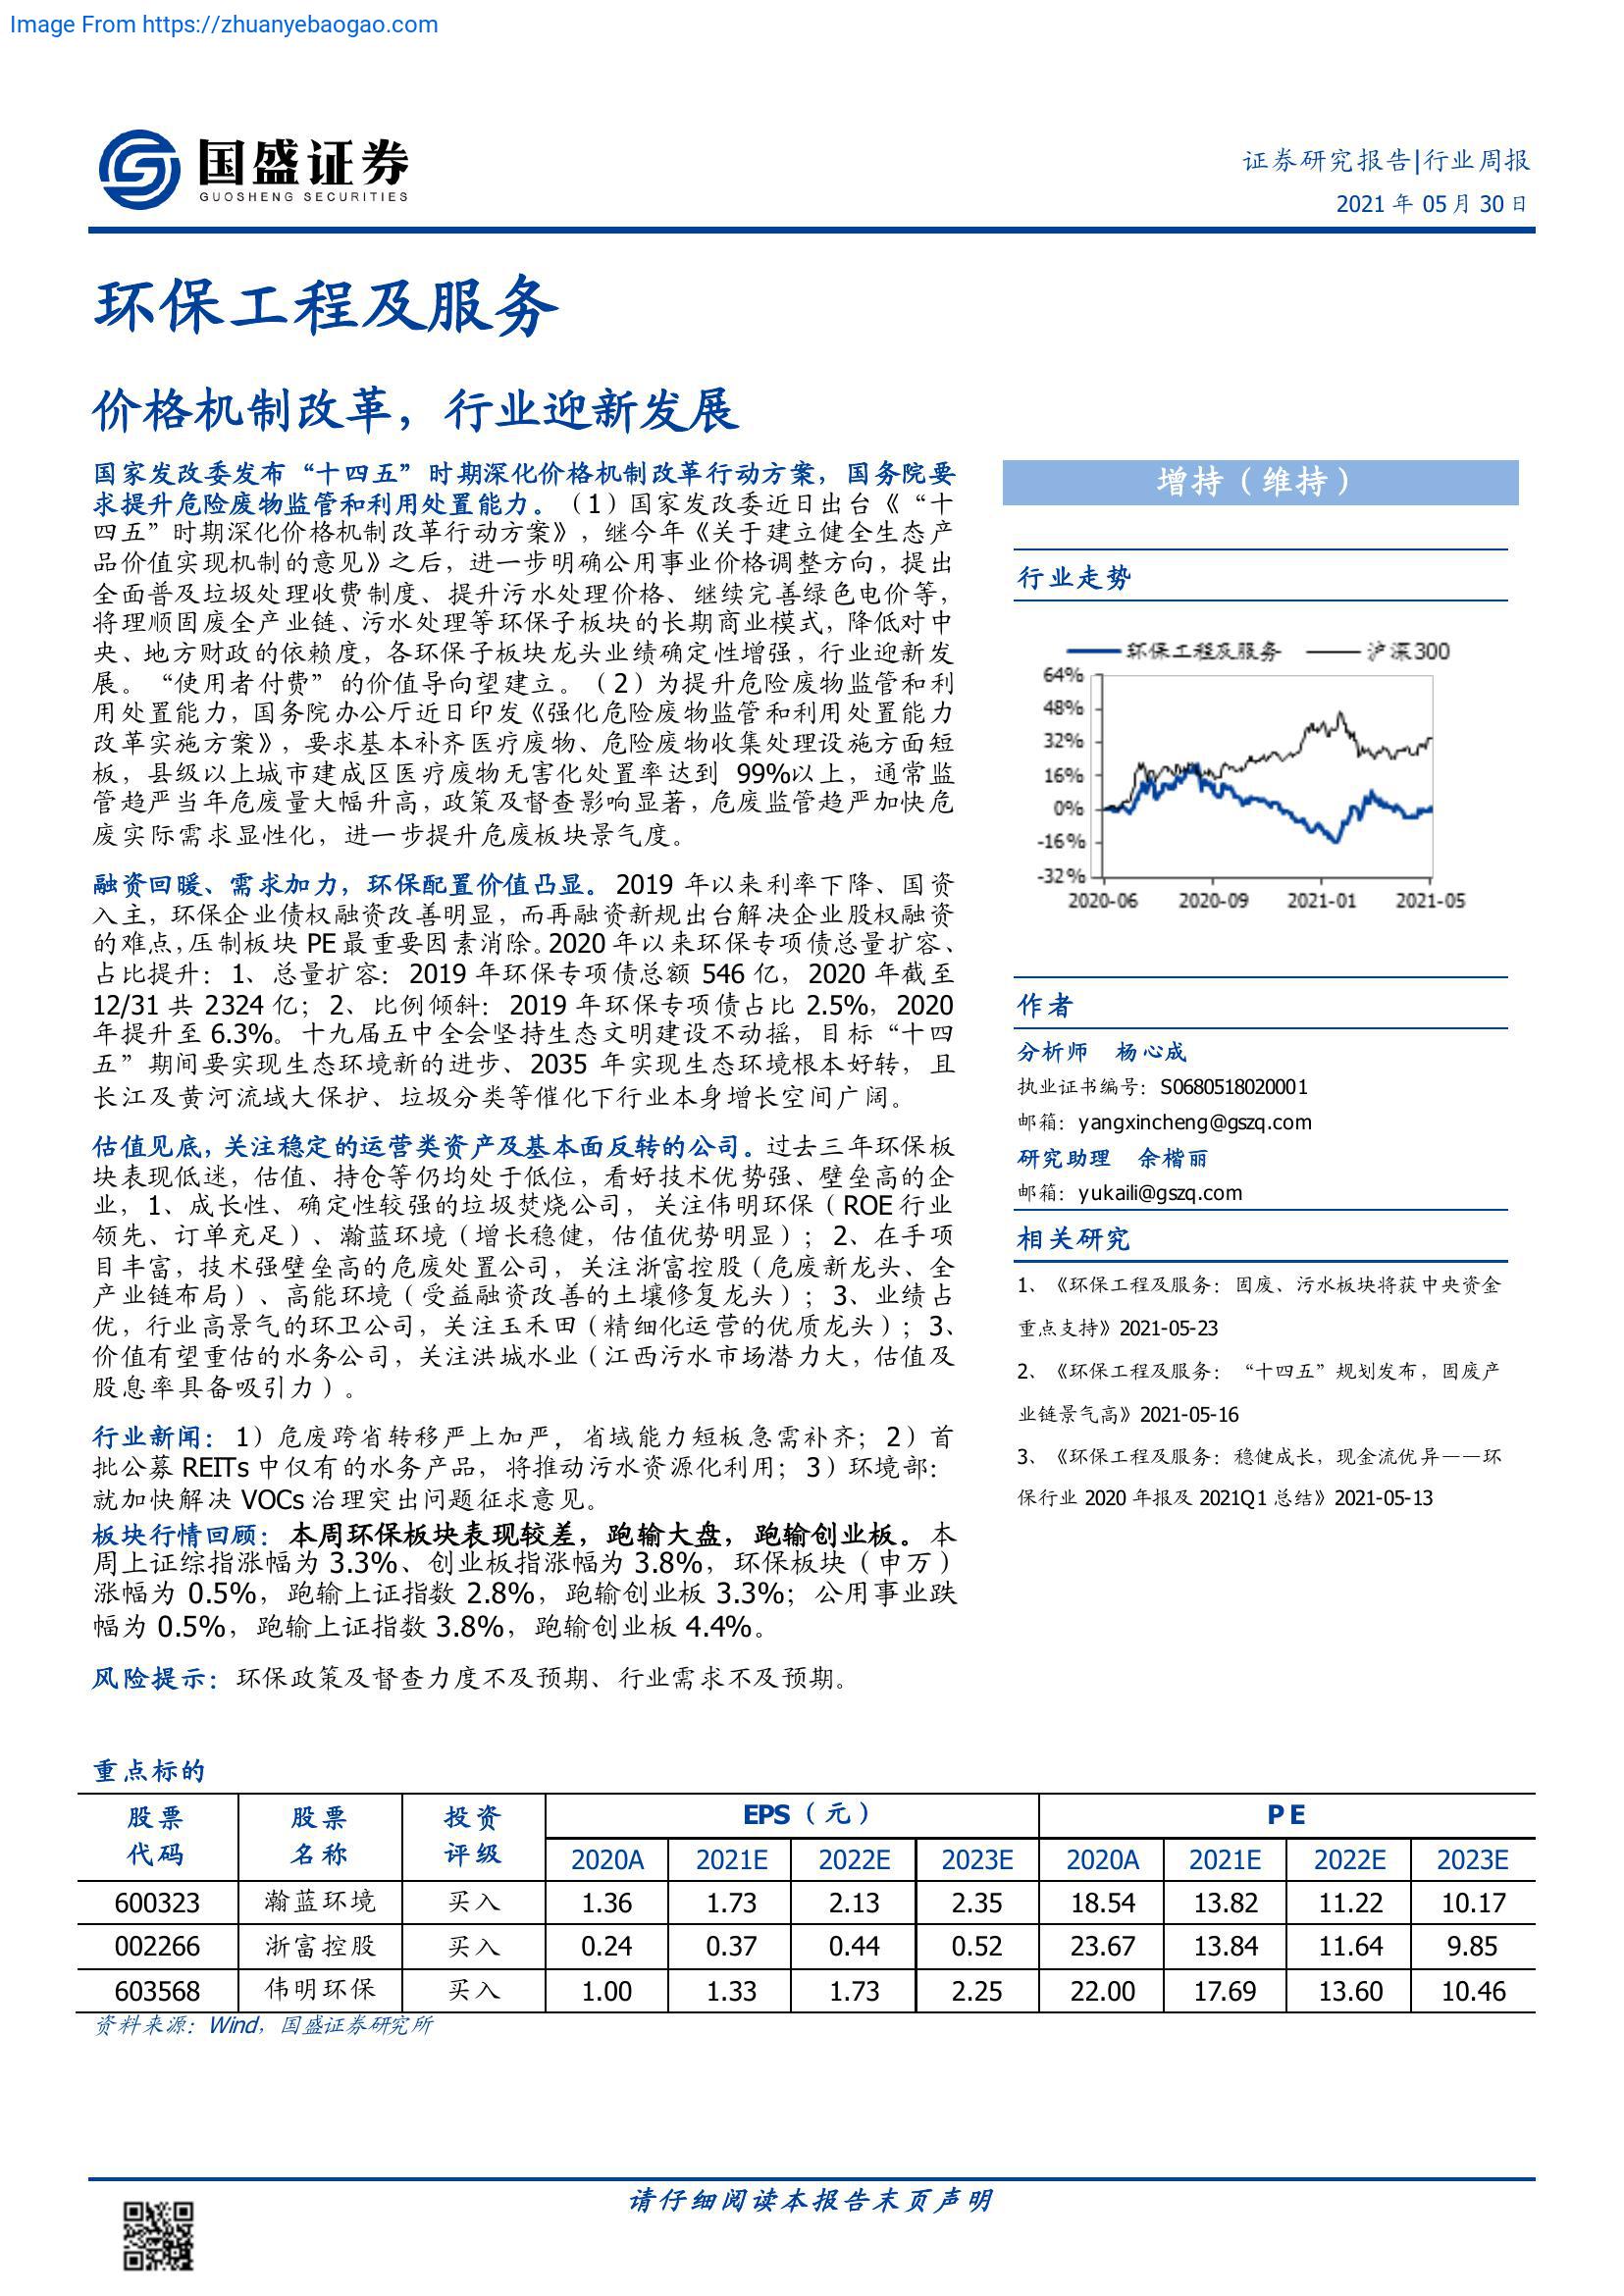 Image From https://zhuanyebaogao.com
国盛证券
GUOSHENG SECURITIES
证券研究报告|行业周报
2021 年 05 月 30 日
环保工程及服务
价格机制改革，行业迎新发展
国家发改委发布“十四五”时期深化价格机制改革行动方案，国务院要
求提升危险废物监管和利用处置能力。（1）国家发改委近日出台《“十
四五”时期深化价格机制改革行动方案》，继今年《关于建立健全生态产
品价值实现机制的意见》之后，进一步明确公用事业价格调整方向，提出
全面普及垃圾处理收费制度、提升污水处理价格、继续完善绿色电价等，
将理顺固废全产业链、污水处理等环保子板块的长期商业模式，降低对中
央、地方财政的依赖度，各环保子板块龙头业绩确定性增强，行业迎新发
展。“使用者付费”的价值导向望建立。（2）为提升危险废物监管和利
用处置能力，国务院办公厅近日印发《强化危险废物监管和利用处置能力
改革实施方案》，要求基本补齐医疗废物、危险废物收集处理设施方面短
板，县级以上城市建成区医疗废物无害化处置率达到 99%以上，通常监
管趋严当年危废量大幅升高，政策及督查影响显著，危废监管趋严加快危
废实际需求显性化，进一步提升危废板块景气度。
融资回暖、需求加力，环保配置价值凸显。2019 年以来利率下降、国资
入主，环保企业债权融资改善明显，而再融资新规出台解决企业股权融资
的难点，压制板块 PE 最重要因素消除。2020 年以来环保专项债总量扩容、
占比提升：1、总量扩容：2019 年环保专项债总额 546 亿，2020 年截至
12/31 共 2324 亿；2、比例倾斜：2019 年环保专项债占比 2.5%，2020
年提升至 6.3%。十九届五中全会坚持生态文明建设不动摇，目标“十四
五”期间要实现生态环境新的进步、2035 年实现生态环境根本好转，且
长江及黄河流域大保护、垃圾分类等催化下行业本身增长空间广阔。
估值见底，关注稳定的运营类资产及基本面反转的公司。过去三年环保板
块表现低迷，估值、持仓等仍均处于低位，看好技术优势强、壁垒高的企
业，1、成长性、确定性较强的垃圾焚烧公司，关注伟明环保（ROE 行业
领先、订单充足）、瀚蓝环境（增长稳健，估值优势明显）；2、在手项
目丰富，技术强壁垒高的危废处置公司，关注浙富控股（危废新龙头、全
产业链布局）、高能环境（受益融资改善的土壤修复龙头）；3、业绩占
优，行业高景气的环卫公司，关注玉禾田（精细化运营的优质龙头）；3、
价值有望重估的水务公司，关注洪城水业（江西污水市场潜力大，估值及
股息率具备吸引力）。
行业新闻：1）危废跨省转移严上加严，省域能力短板急需补齐；2）首
批公募 REITs 中仅有的水务产品，将推动污水资源化利用；3）环境部：
就加快解决 VOCs 治理突出问题征求意见。
板块行情回顾：本周环保板块表现较差，跑输大盘，跑输创业板。本
周上证综指涨幅为 3.3%、创业板指涨幅为 3.8%，环保板块（申万）
涨幅为 0.5%，跑输上证指数 2.8%，跑输创业板 3.3%；公用事业跌
幅为 0.5%，跑输上证指数 3.8%，跑输创业板 4.4%。
风险提示：环保政策及督查力度不及预期、行业需求不及预期。
增持（维持）
行业走势
环保工程及服务 沪深300
64%
48%
32%
16%
0%
-16%
-32%
2020-06 2020-09 2021-01 2021-05
作者
分析师 杨心成
执业证书编号：S0680518020001
邮箱：yangxincheng@gszq.com
研究助理 余楷丽
邮箱：yukaili@gszq.com
相关研究
1、《环保工程及服务：固废、污水板块将获中央资金
重点支持》2021-05-23
2、《环保工程及服务：“十四五”规划发布，固废产
业链景气高》2021-05-16
3、《环保工程及服务：稳健成长，现金流优异——环
保行业 2020 年报及 2021Q1 总结》2021-05-13
重点标的
股票 股票 投资 EPS（元） PE
代码 名称 评级 2020A 2021E 2022E 2023E 2020A 2021E 2022E 2023E
600323 瀚蓝环境 买入 1.36 1.73 2.13 2.35 18.54 13.82 11.22 10.17
002266 浙富控股 买入 0.24 0.37 0.44 0.52 23.67 13.84 11.64 9.85
603568 伟明环保 买入 1.00 1.33 1.73 2.25 22.00 17.69 13.60 10.46
资料来源：Wind，国盛证券研究所
请仔细阅读本报告末页声明